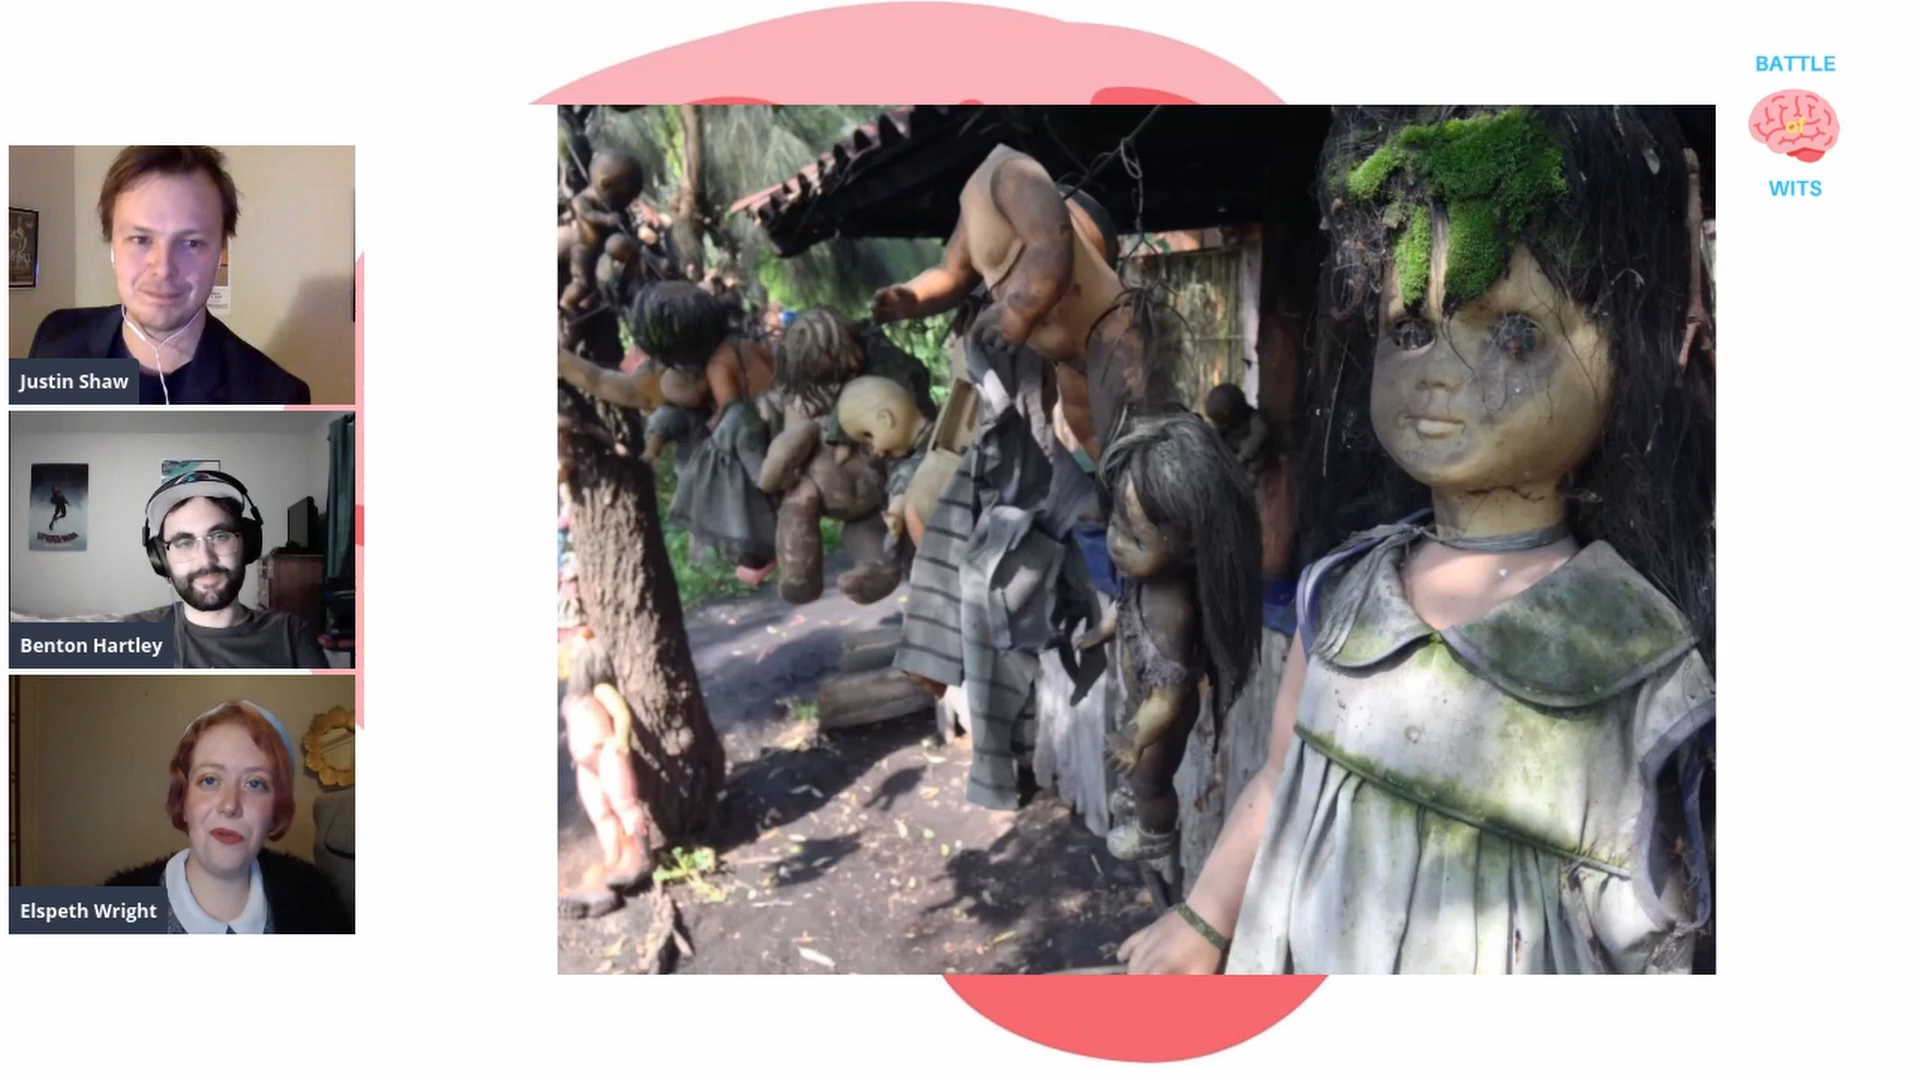 BATTLE
of
WITS
Justin Shaw
Benton Hartley
Elspeth Wright